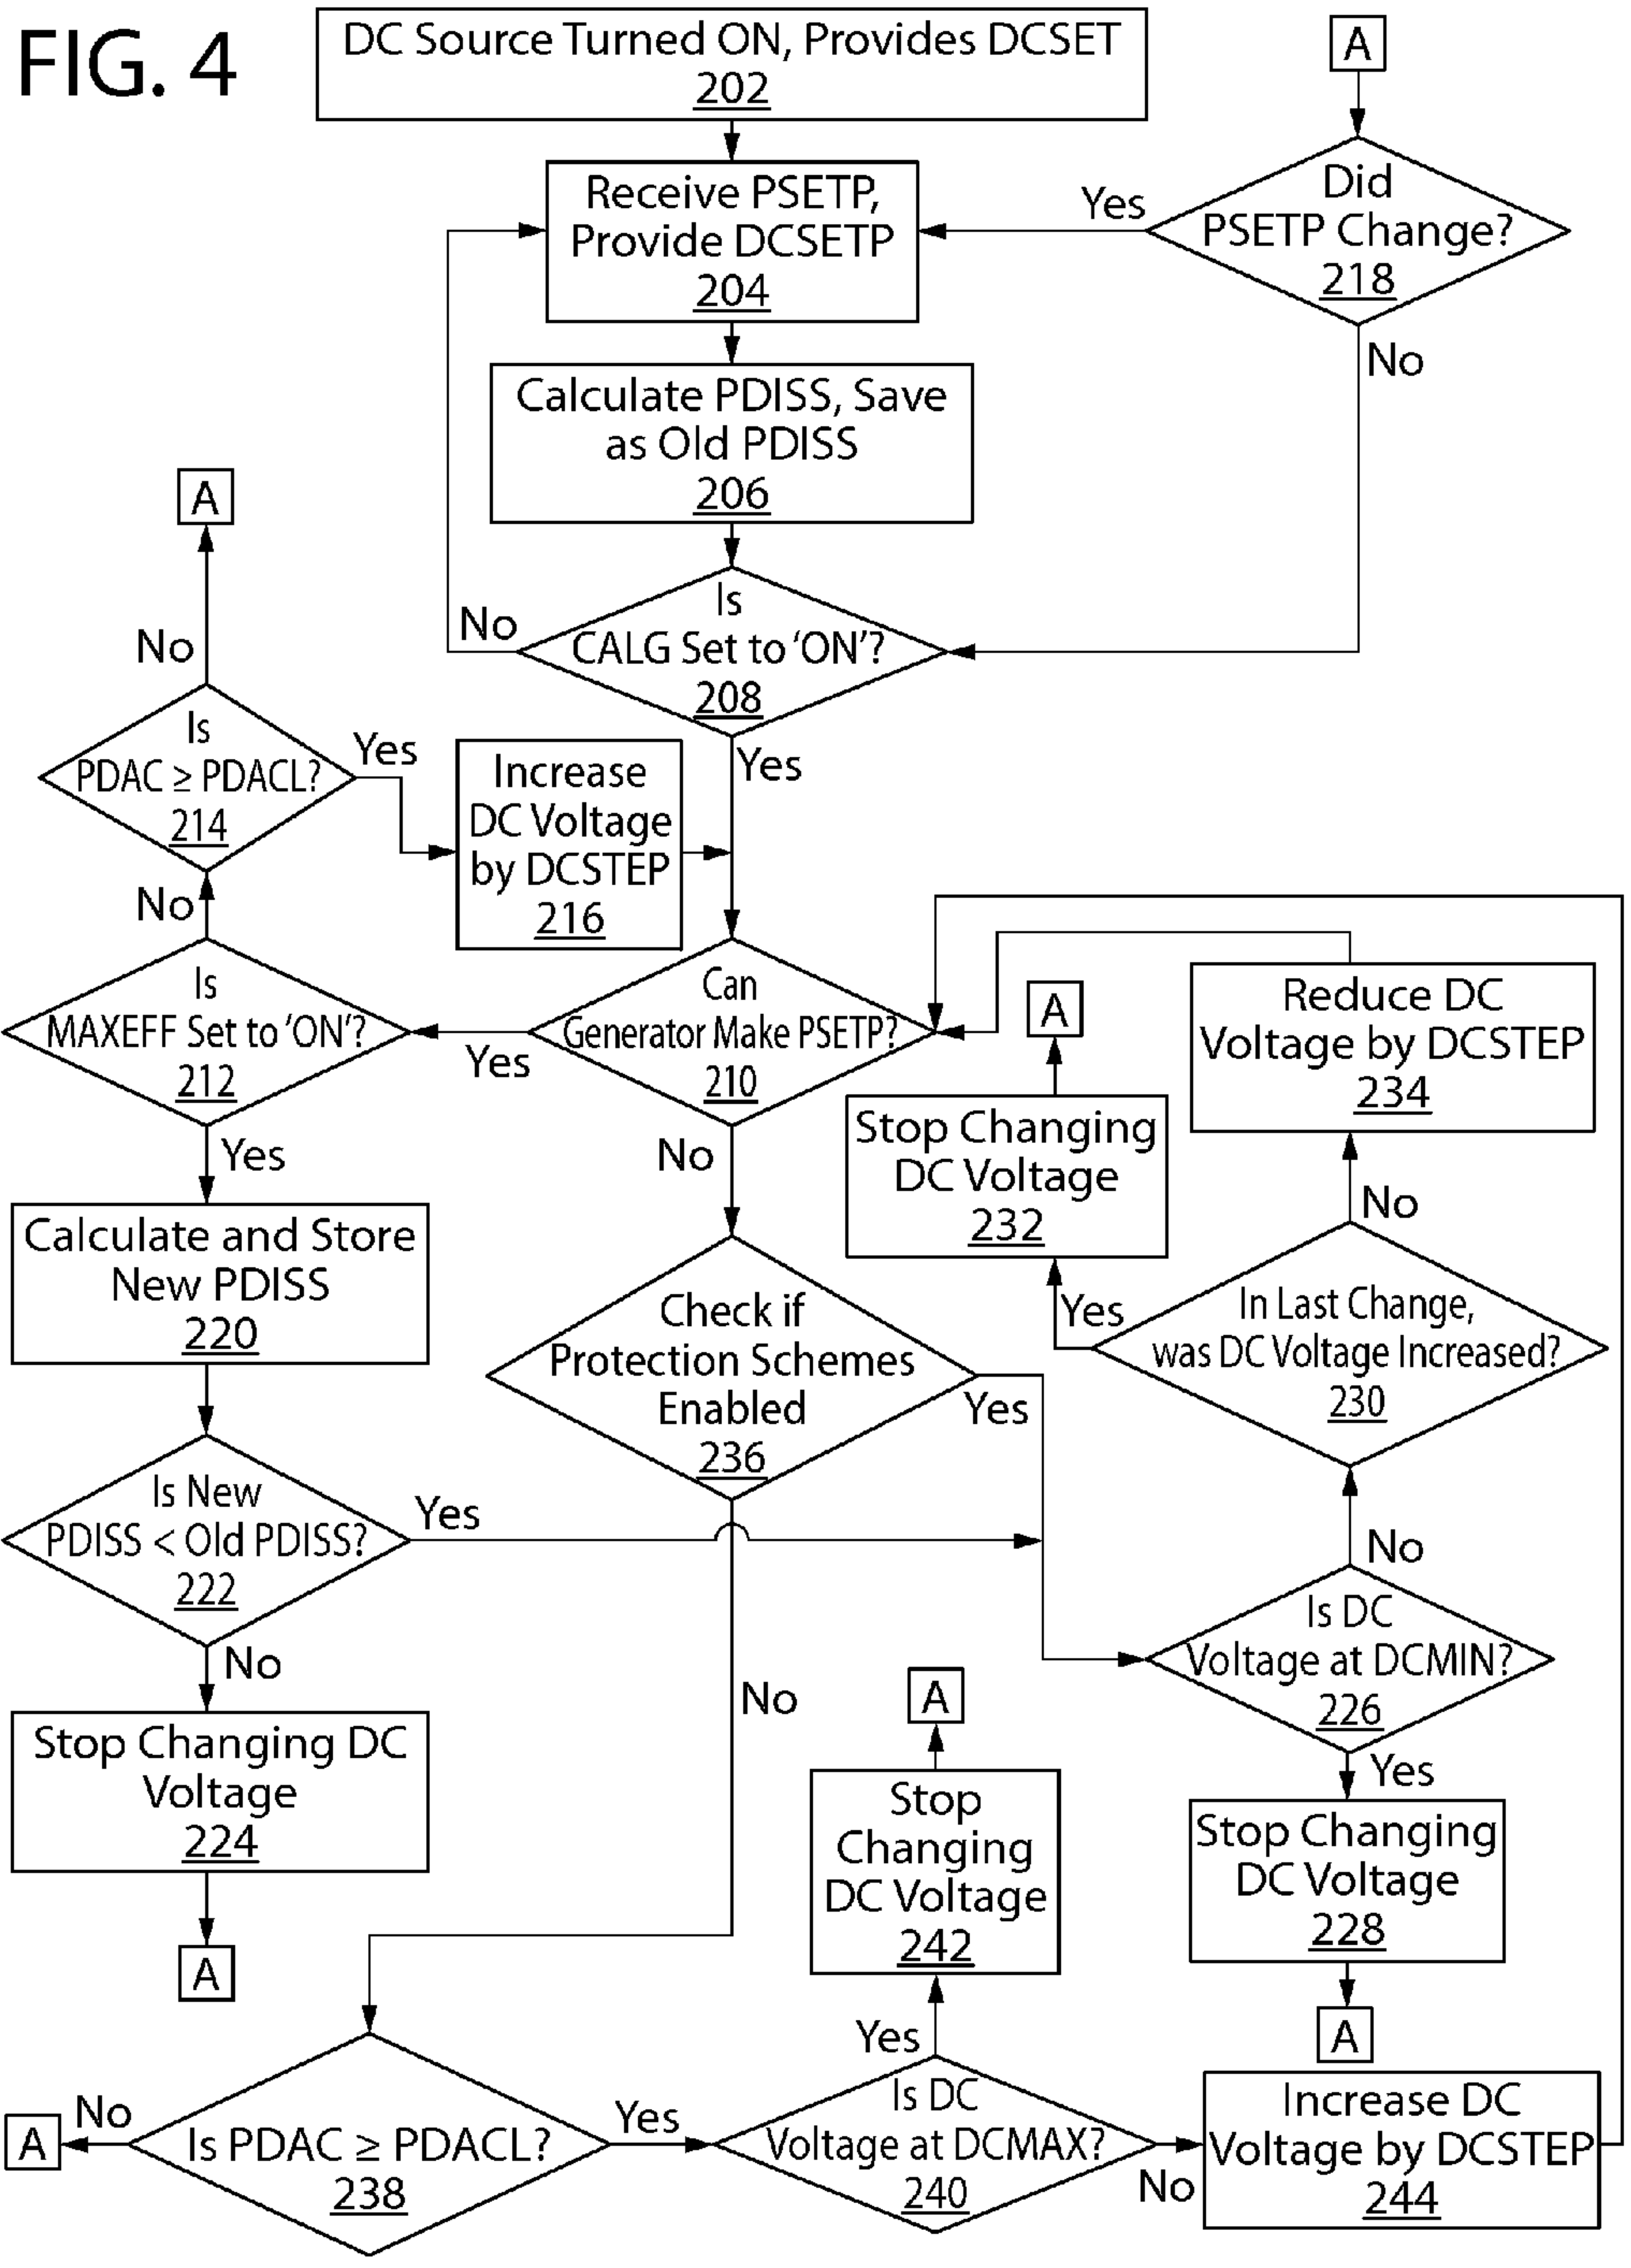 FIG. 4
DC Source Turned ON, Provides DCSET
202
A
Did
PSETP Change?
218
Yes
No
Receive PSETP,
Provide DCSETP
204
Calculate PDISS, Save
as Old PDISS
206
A
Is
CALG Set to ‘ON’?
208
No
Yes
No
Is
PDAC ≥ PDACL?
214
Yes
Increase
DC Voltage
by DCSTEP
216
No
Is
MAXEFF Set to ‘ON’?
212
Yes
Can
Generator Make PSETP?
210
Yes
No
A
Stop Changing
DC Voltage
232
Reduce DC
Voltage by DCSTEP
234
No
Yes
In Last Change,
was DC Voltage Increased?
230
Calculate and Store
New PDISS
220
Check if
Protection Schemes
Enabled
236
Yes
Is New
PDISS < Old PDISS?
222
Yes
No
No
No
Is DC
Voltage at DCMIN?
226
Yes
Stop Changing DC
Voltage
224
A
A
Stop
Changing
DC Voltage
242
Stop Changing
DC Voltage
228
A
Yes
A
No
Is PDAC ≥ PDACL?
238
Yes
Is DC
Voltage at DCMAX?
240
No
Increase DC
Voltage by DCSTEP
244